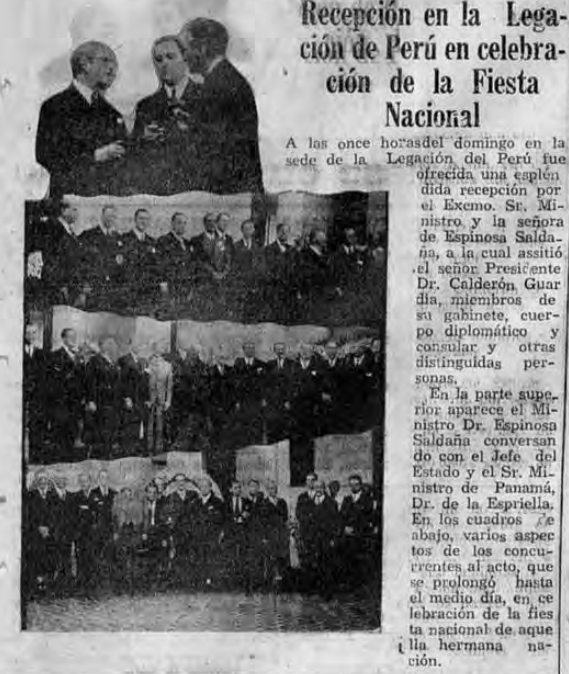 Recepción en la Lega-
ción de Perú en celebra-
ción de la Fiesta
Nacional
A las once horasdel domingo en la
sede de la Legación del Perú fue
ofrecida una esplén
dida recepción por
el Excmo. Sr. Mi-
nistro y la señora
de Espinosa Salda-
ña, a la cual assitió
el señor Presidente
Dr. Calderón Guar
dia, miembros de
su gabinete, cuer-
po diplomático y
consular y otras
distinguidas per-
sonas.
En la parte supe-
rior aparece el Mi-
nistro Dr. Espinosa
Saldaña conversan
do con el Jefe del
Estado y el Sr. Mi-
nistro de Panamá,
Dr. de la Espriella.
En los cuadros de
abajo, varios aspec
tos de los concu-
rrentes al acto, que
se prolongó hasta
el medio día, en ce
lebración de la fies
ta nacional de aque
lla hermana na-
ción.